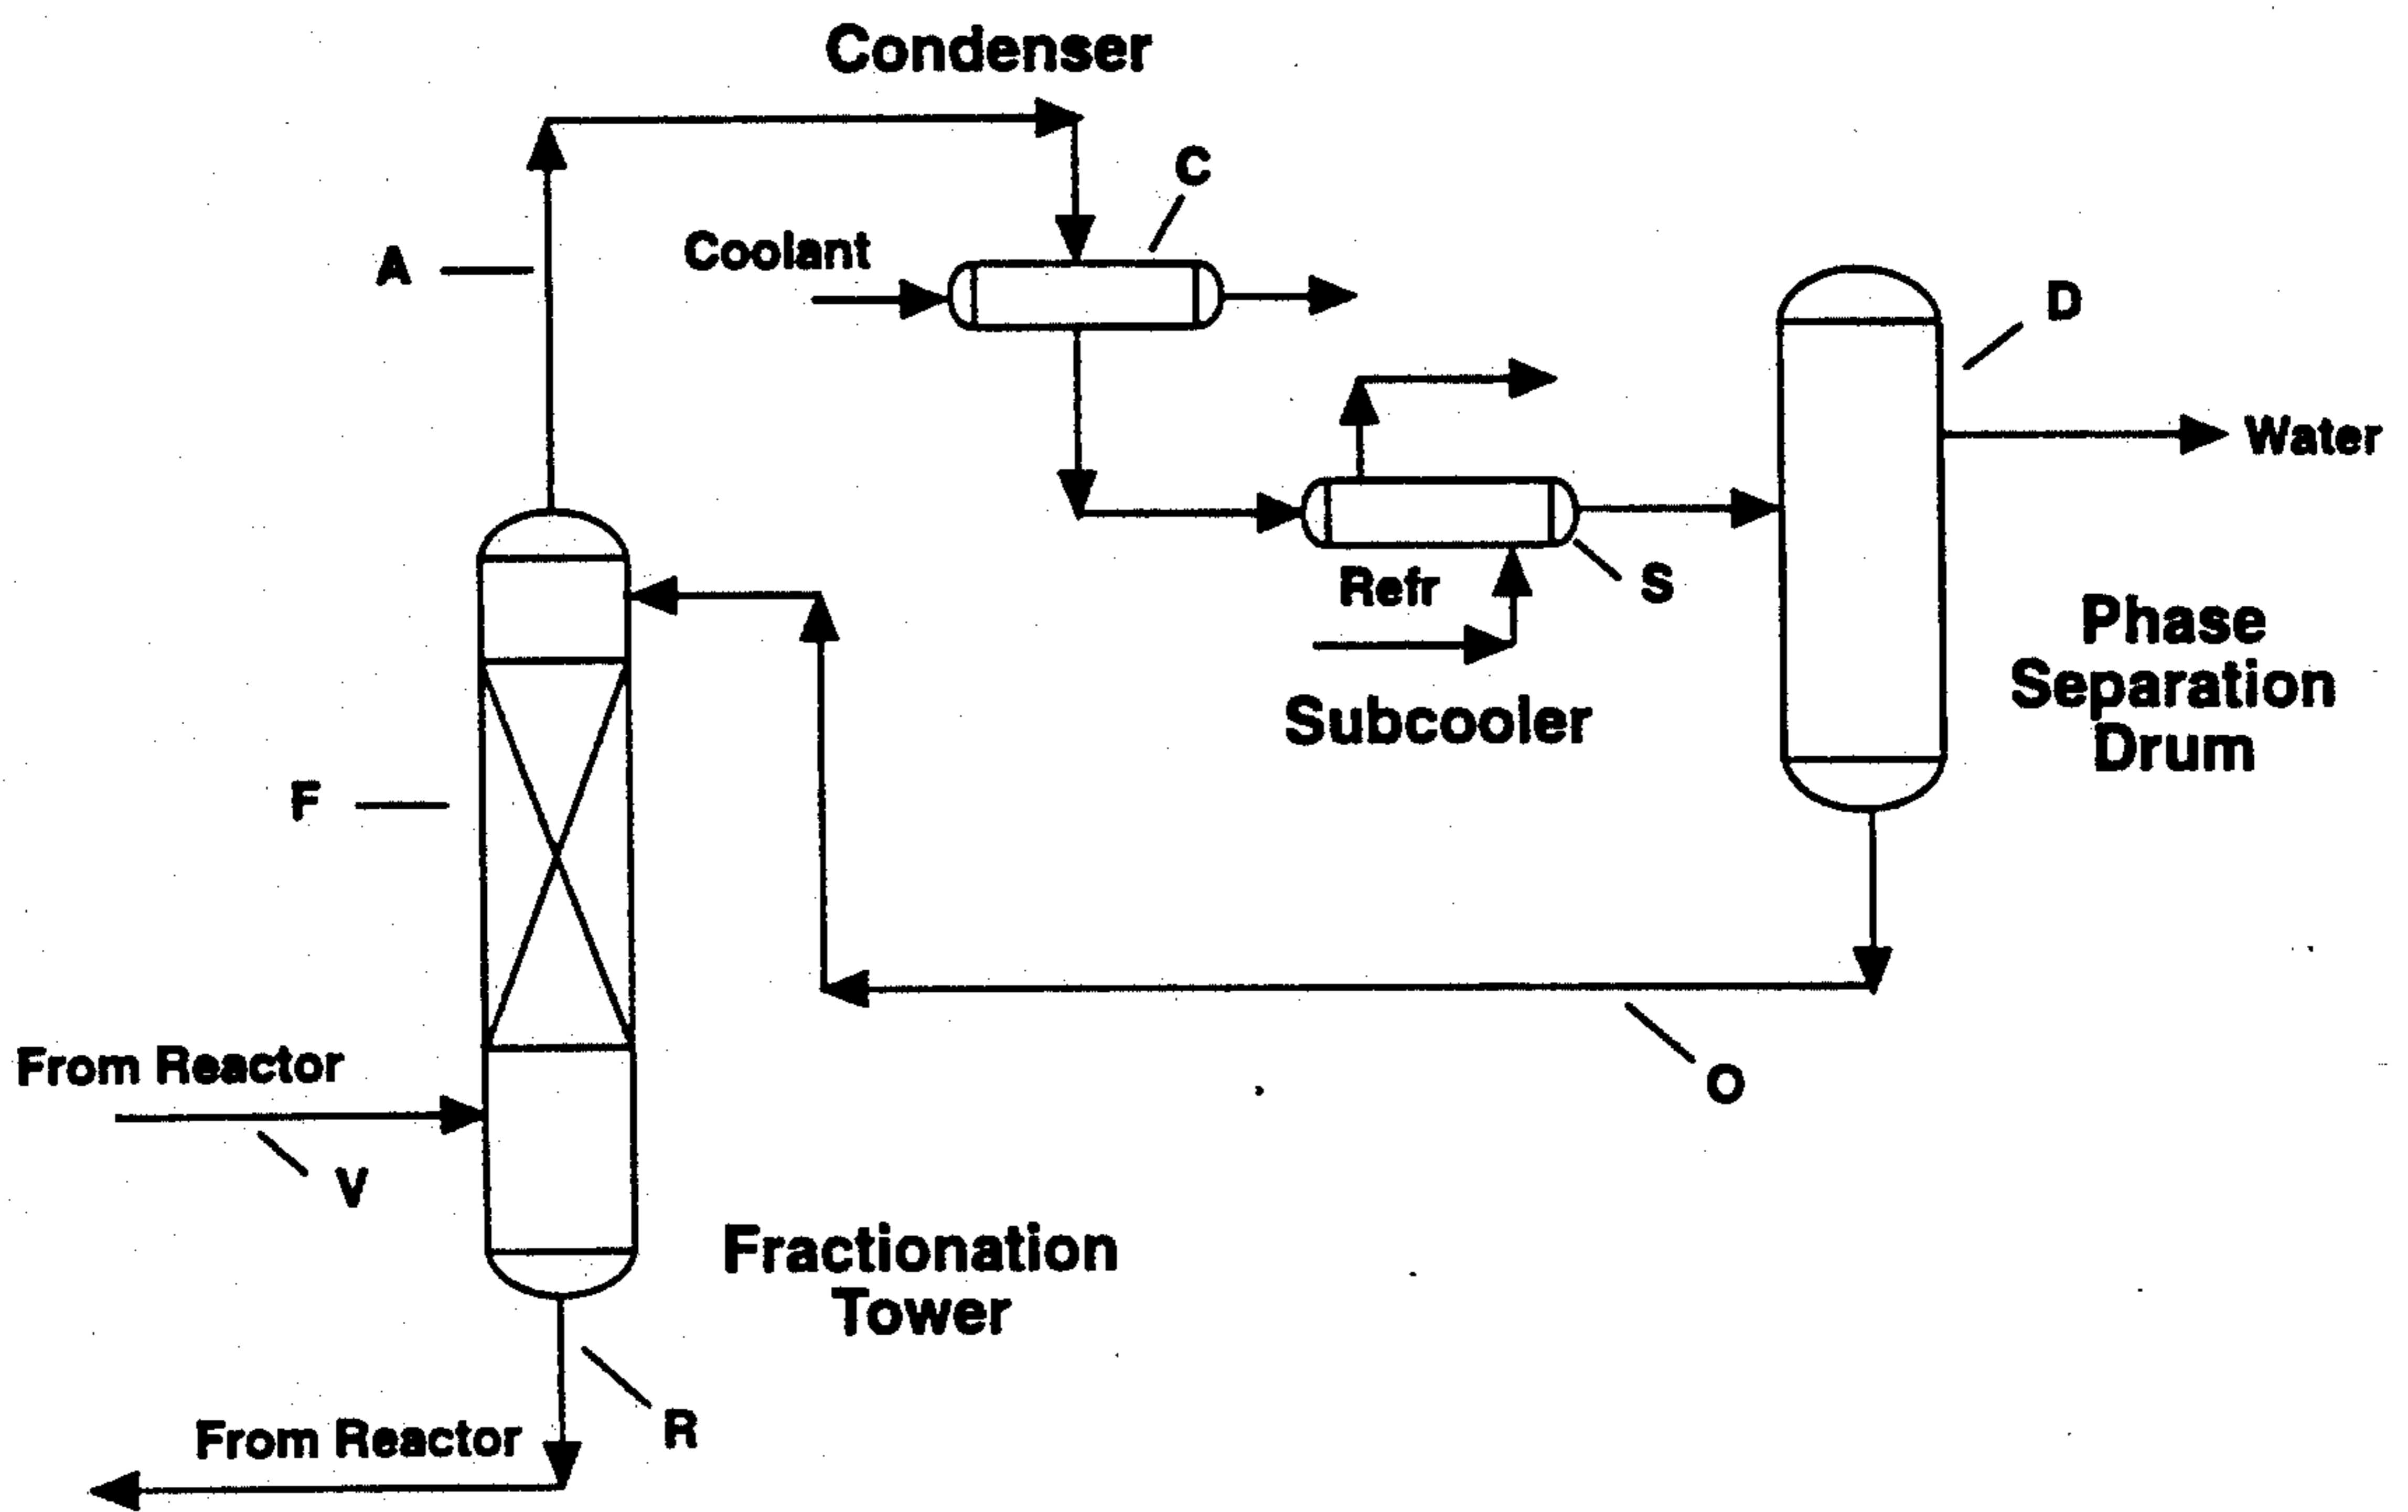 Condenser
C
A
Coolant
D
Water
Refr
S
Phase
Separation
Drum
Subcooler
F
From Reactor
V
O
Fractionation
Tower
R
From Reactor